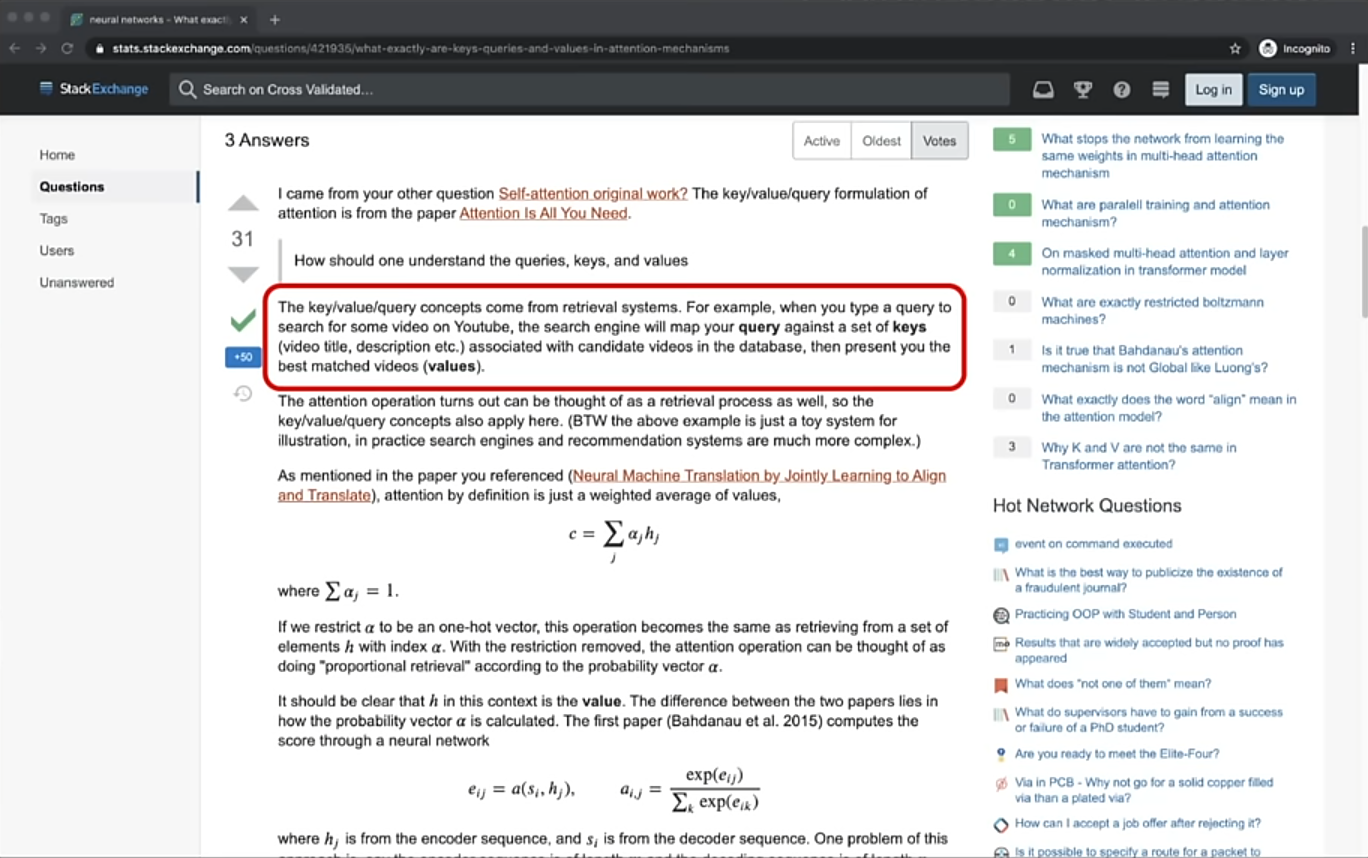 neural networks - What exactl
stats.stackexchange.com/questions/421935/what-exactly-are-keys-queries-and-values-in-attention-mechanisms
Incognito
StackExchange
Search on Cross Validated...
Log in
Sign up
Home
Questions
Tags
Users
Unanswered
3 Answers
Active
Oldest
Votes
31
+50
I came from your other question Self-attention original work? The key/value/query formulation of
attention is from the paper Attention Is All You Need.
How should one understand the queries, keys, and values
The key/value/query concepts come from retrieval systems. For example, when you type a query to
search for some video on Youtube, the search engine will map your query against a set of keys
(video title, description etc.) associated with candidate videos in the database, then present you the
best matched videos (values).
The attention operation turns out can be thought of as a retrieval process as well, so the
key/value/query concepts also apply here. (BTW the above example is just a toy system for
illustration, in practice search engines and recommendation systems are much more complex.)
As mentioned in the paper you referenced (Neural Machine Translation by Jointly Learning to Align
and Translate), attention by definition is just a weighted average of values,
c = ∑_j α_j h_j
where ∑ α_j = 1.
If we restrict α to be an one-hot vector, this operation becomes the same as retrieving from a set of
elements h with index α. With the restriction removed, the attention operation can be thought of as
doing "proportional retrieval" according to the probability vector α.
It should be clear that h in this context is the value. The difference between the two papers lies in
how the probability vector α is calculated. The first paper (Bahdanau et al. 2015) computes the
score through a neural network
e_ij = a(s_i, h_j), a_i,j = exp(e_ij) / ∑_k exp(e_ik)
where h_j is from the encoder sequence, and s_i is from the decoder sequence. One problem of this
5
What stops the network from learning the
same weights in multi-head attention
mechanism
0
What are paralell training and attention
mechanism?
4
On masked multi-head attention and layer
normalization in transformer model
0
What are exactly restricted boltzmann
machines?
1
Is it true that Bahdanau's attention
mechanism is not Global like Luong's?
0
What exactly does the word "align" mean in
the attention model?
3
Why K and V are not the same in
Transformer attention?
Hot Network Questions
event on command executed
What is the best way to publicize the existence of
a fraudulent journal?
Practicing OOP with Student and Person
Results that are widely accepted but no proof has
appeared
What does "not one of them" mean?
What do supervisors have to gain from a success
or failure of a PhD student?
Are you ready to meet the Elite-Four?
Via in PCB - Why not go for a solid copper filled
via than a plated via?
How can I accept a job offer after rejecting it?
Is it possible to specify a route for a packet to